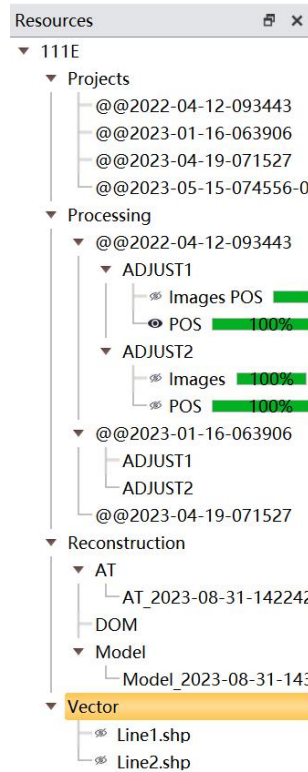 Resources
111E
Projects
@@2022-04-12-093443
@@2023-01-16-063906
@@2023-04-19-071527
@@2023-05-15-074556-0
Processing
@@2022-04-12-093443
ADJUST1
Images POS
POS 100%
ADJUST2
Images 100%
POS 100%
@@2023-01-16-063906
ADJUST1
ADJUST2
@@2023-04-19-071527
Reconstruction
AT
AT_2023-08-31-142242
DOM
Model
Model_2023-08-31-143
Vector
Line1.shp
Line2.shp